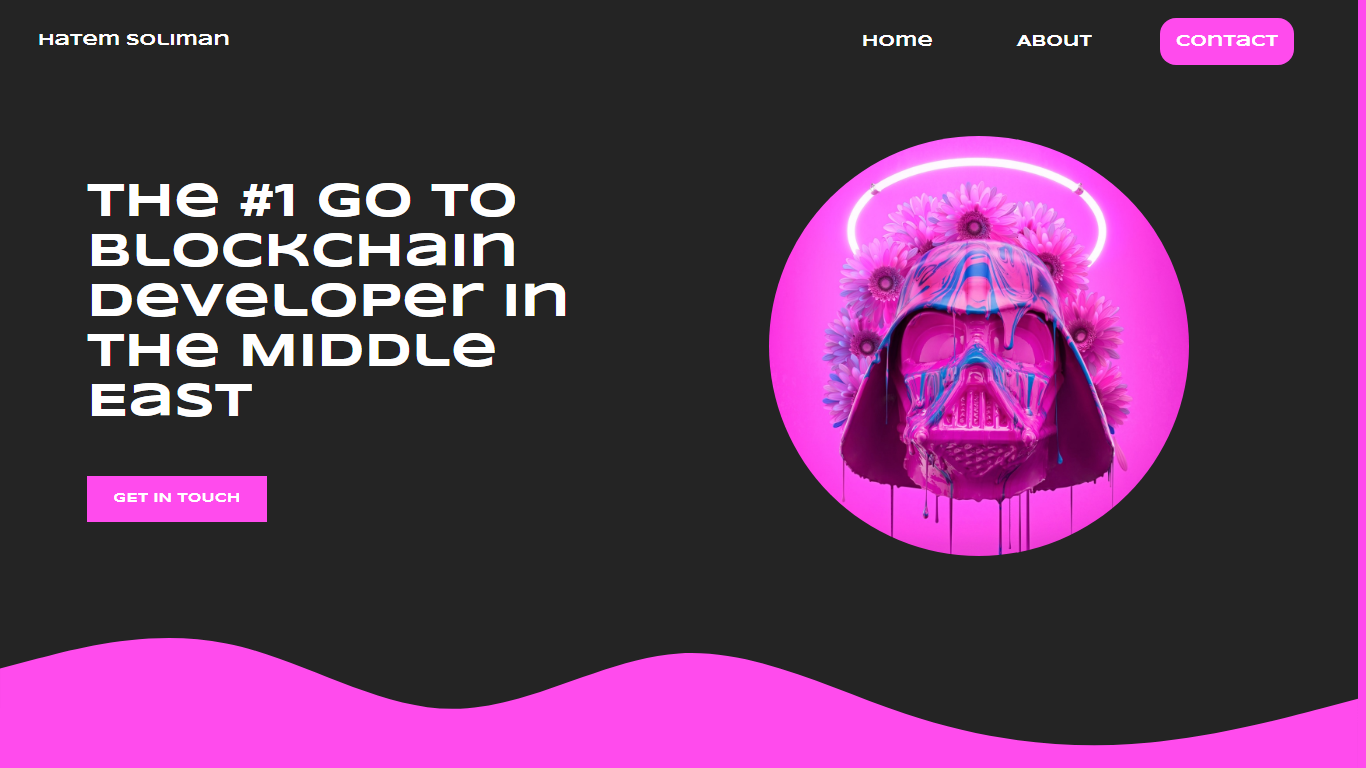 Hatem Soliman
Home
About
Contact
The #1 Go To
Blockchain
Developer In
The Middle
East
GET IN TOUCH